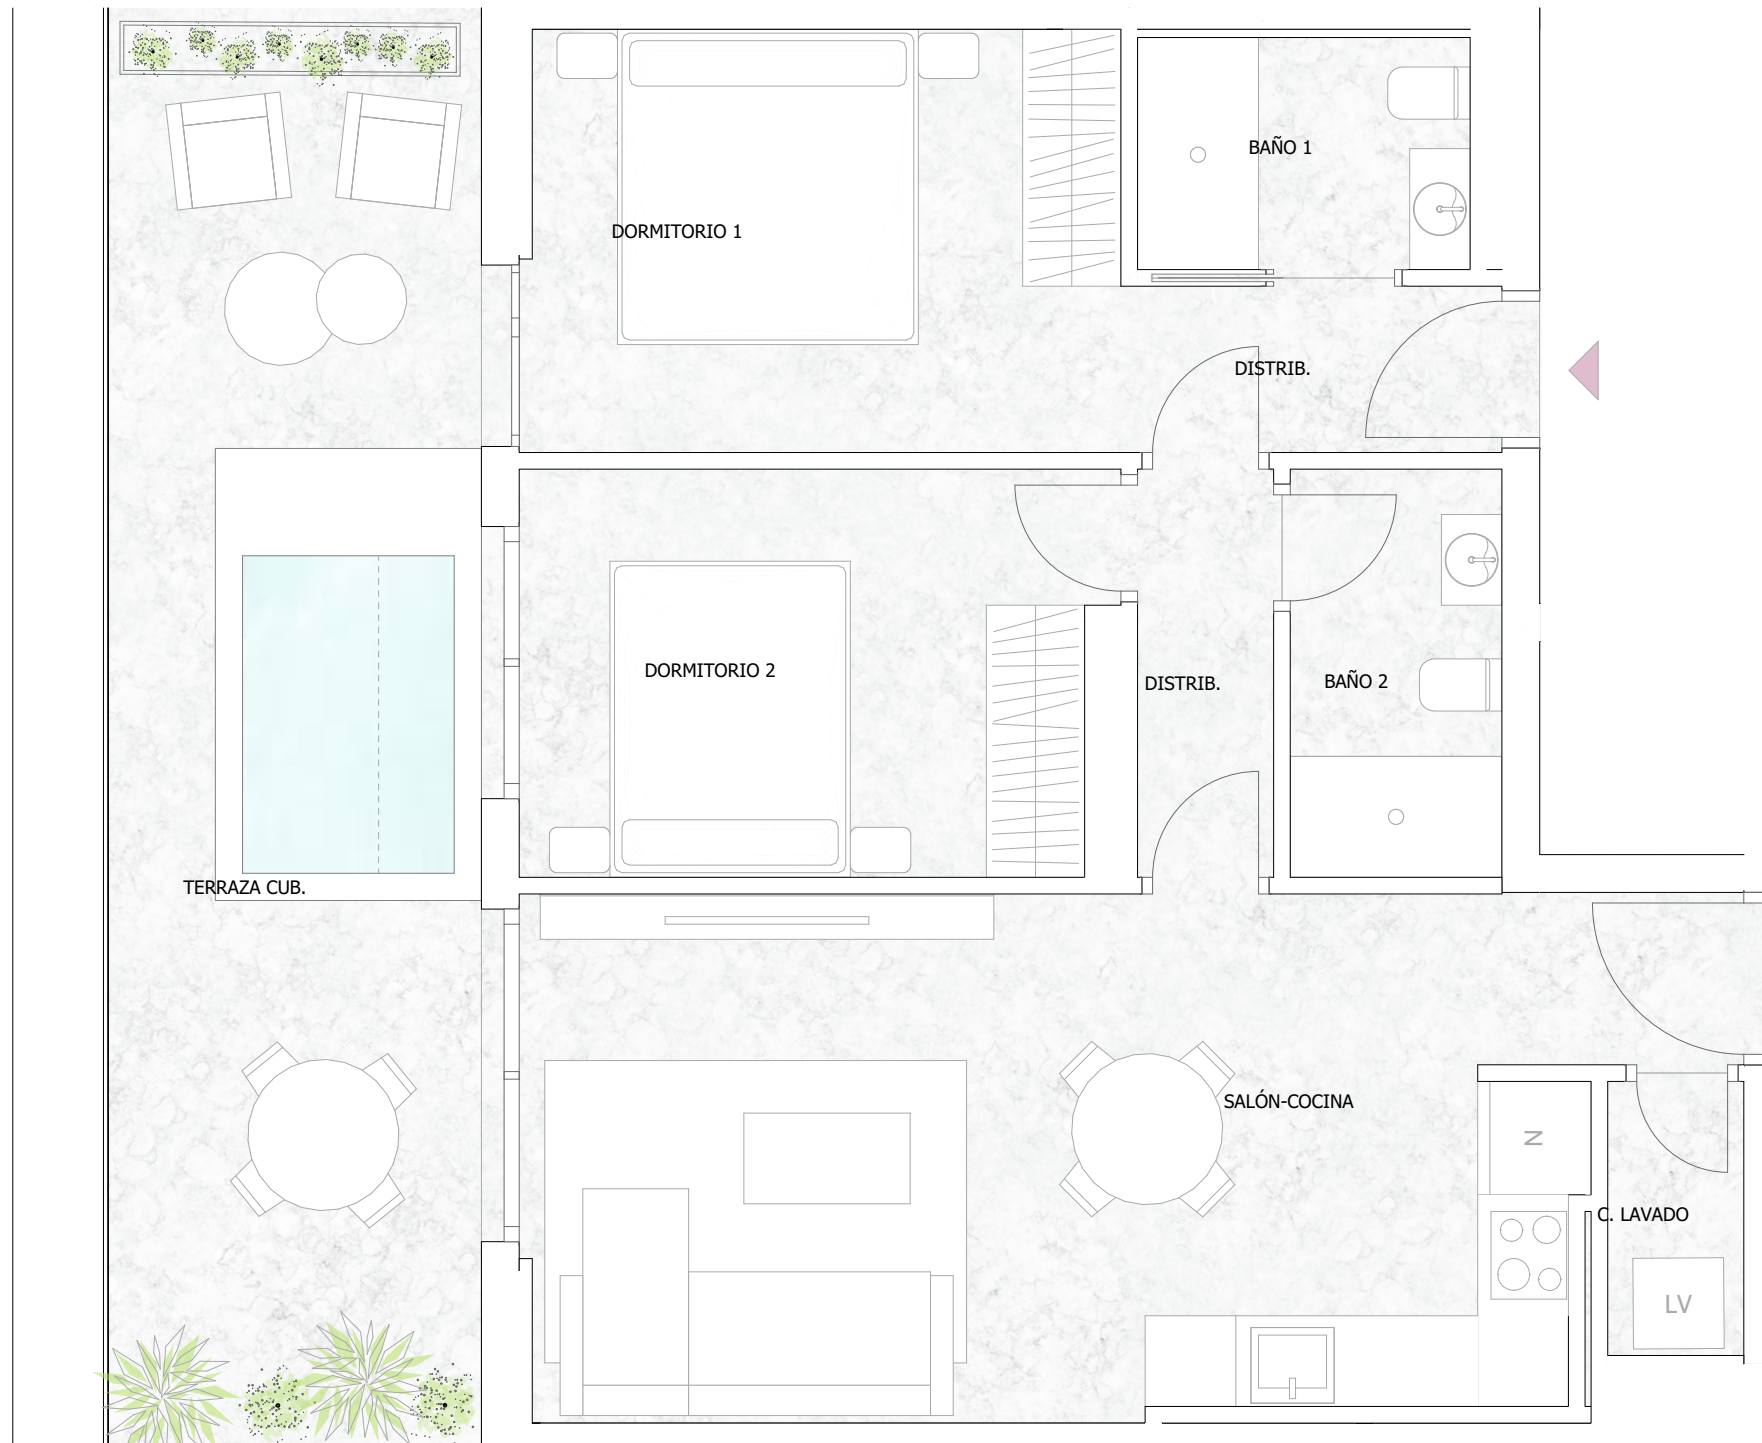 BAÑO 1
DORMITORIO 1
DISTRIB.
DORMITORIO 2
DISTRIB.
BAÑO 2
TERRAZA CUB.
SALÓN-COCINA
N
C. LAVADO
LV